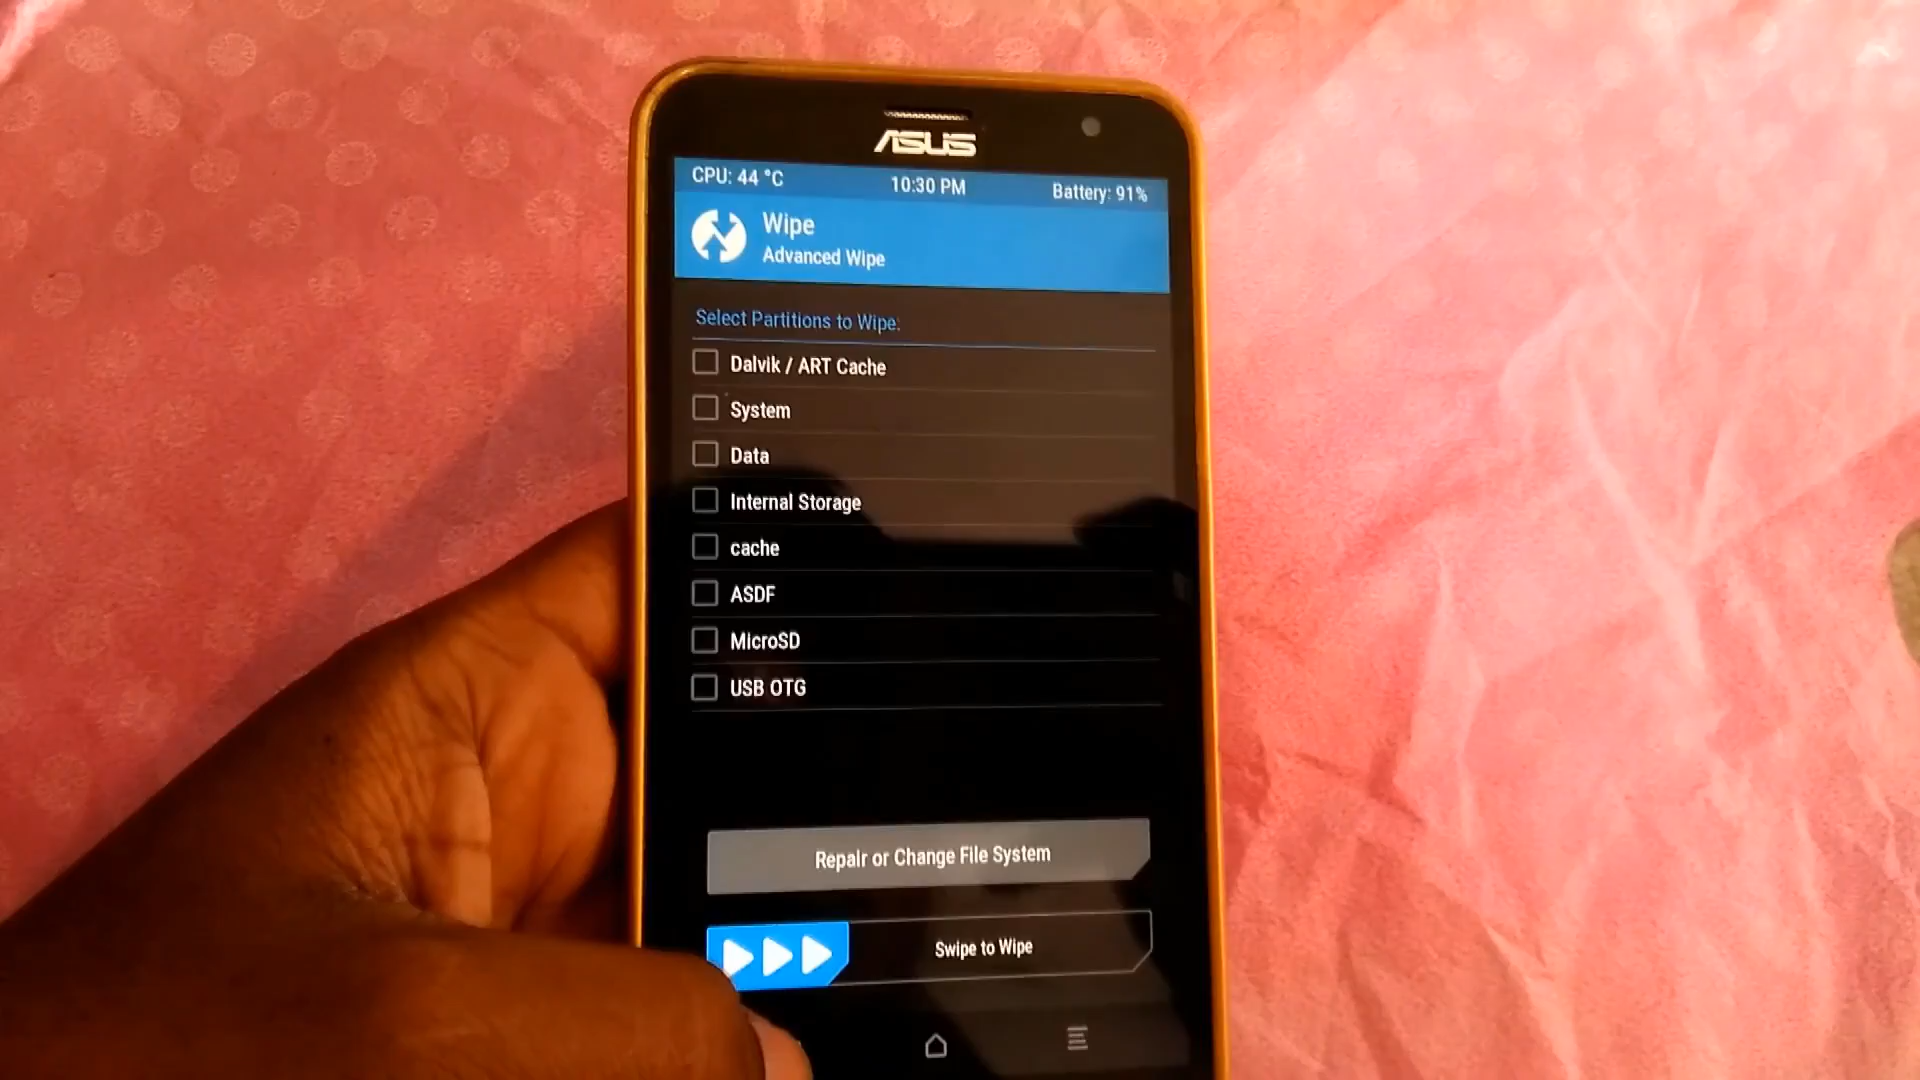 ASUS
CPU: 44 °C 10:30 PM Battery: 91%
Wipe
Advanced Wipe
Select Partitions to Wipe:
Dalvik / ART Cache
System
Data
Internal Storage
cache
ASDF
MicroSD
USB OTG
Repair or Change File System
Swipe to Wipe